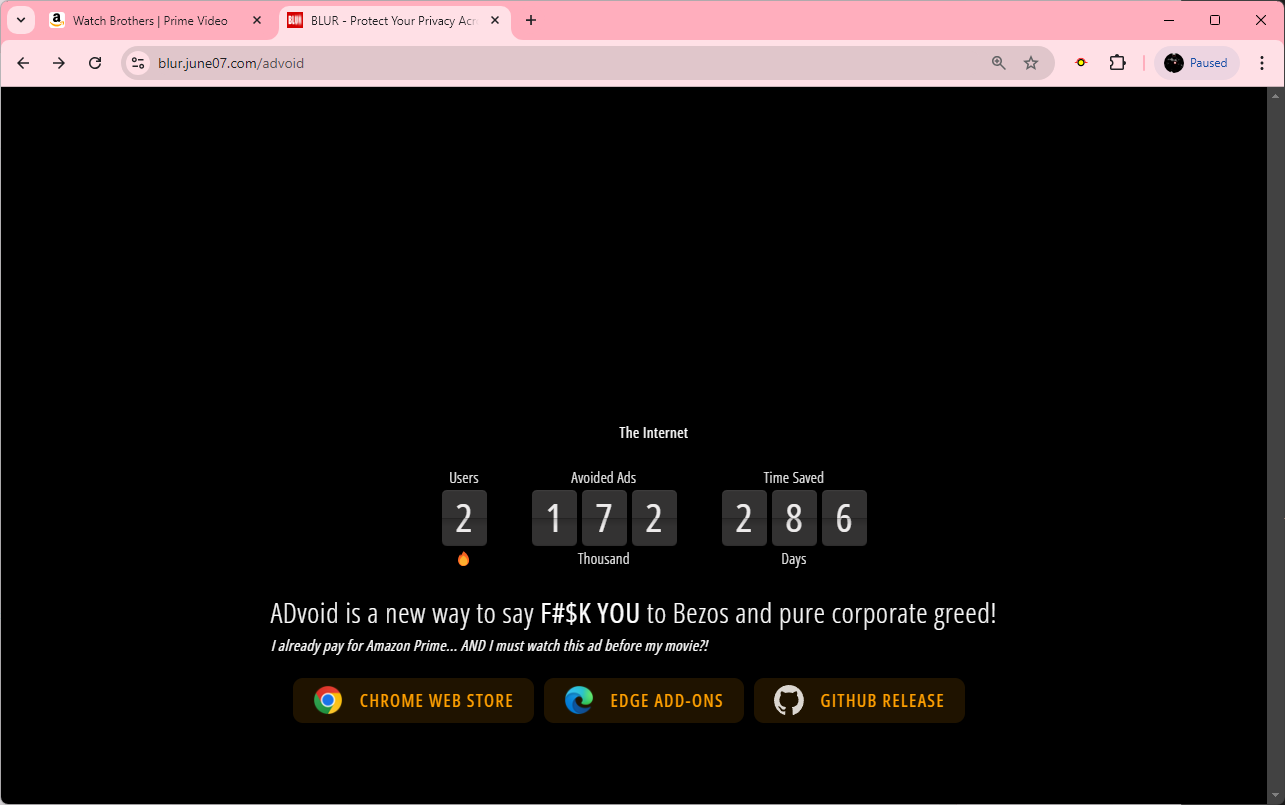 Watch Brothers | Prime Video
BLUR - Protect Your Privacy Acr
blur.june07.com/advoid
Paused
The Internet
Users Avoided Ads Time Saved
2 1 7 2 2 8 6
Thousand Days
ADvoid is a new way to say F#$K YOU to Bezos and pure corporate greed!
I already pay for Amazon Prime... AND I must watch this ad before my movie?!
CHROME WEB STORE EDGE ADD-ONS GITHUB RELEASE